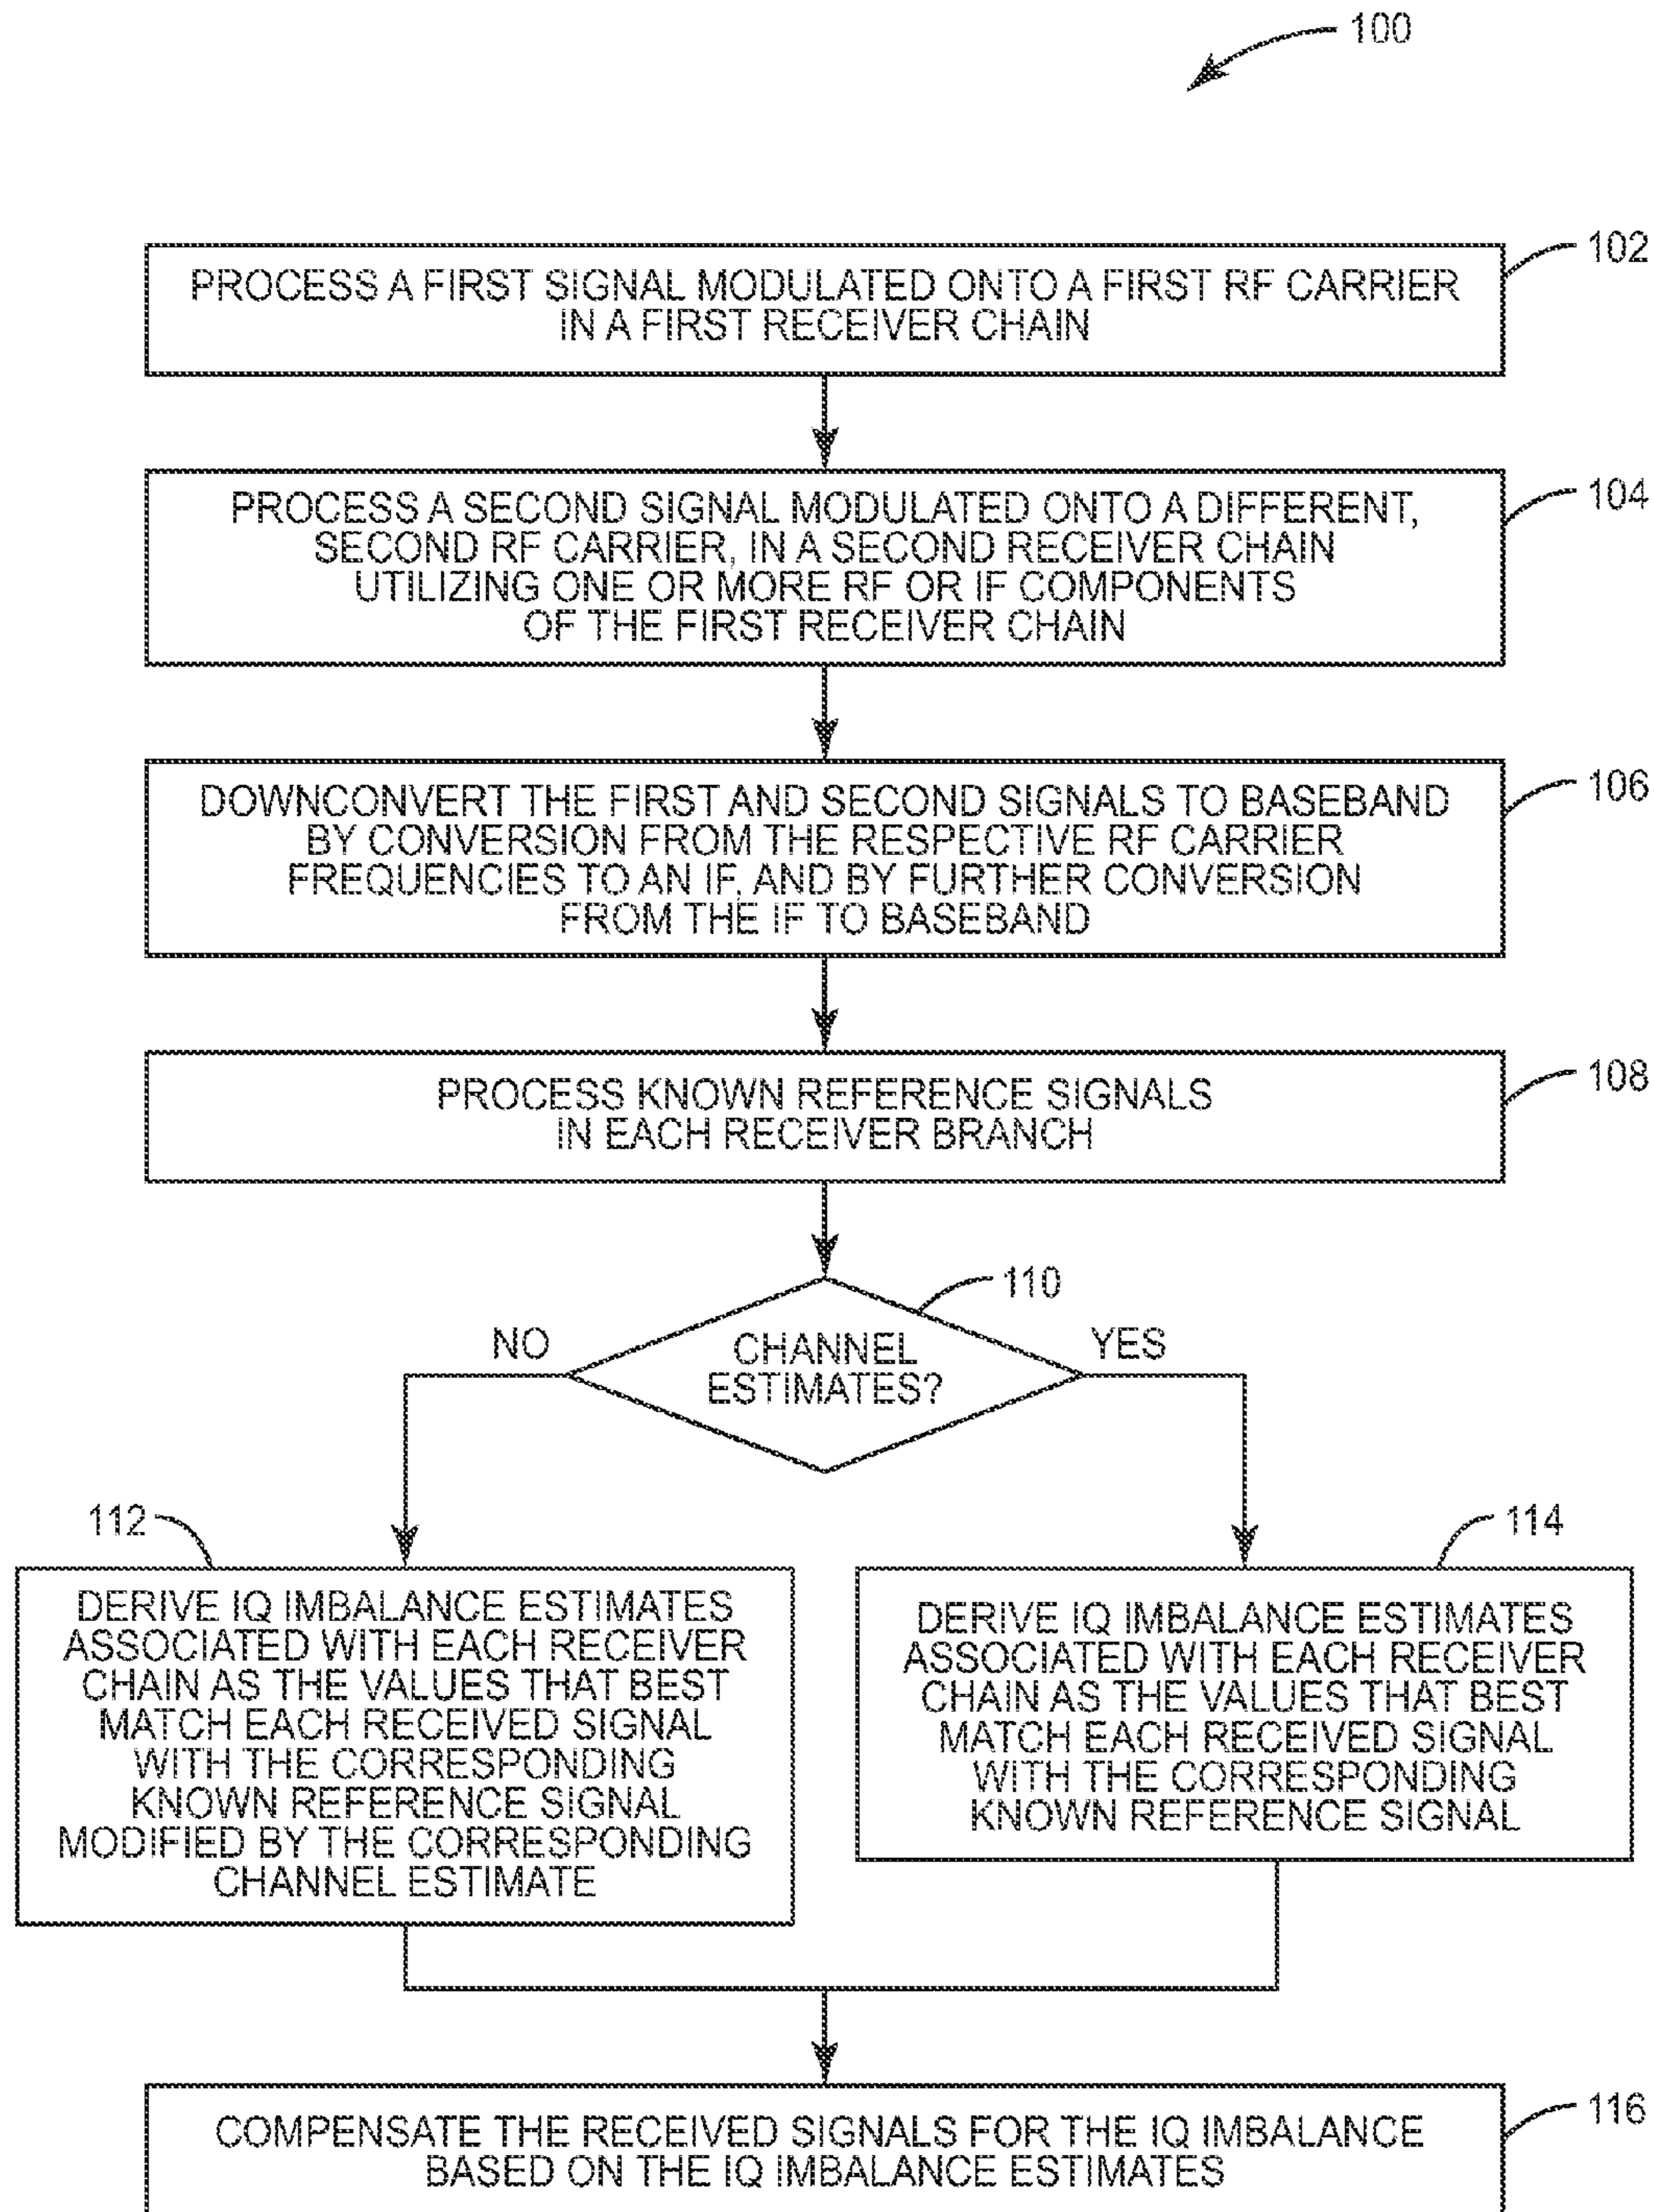 100
102
PROCESS A FIRST SIGNAL MODULATED ONTO A FIRST RF CARRIER
IN A FIRST RECEIVER CHAIN
104
PROCESS A SECOND SIGNAL MODULATED ONTO A DIFFERENT,
SECOND RF CARRIER, IN A SECOND RECEIVER CHAIN
UTILIZING ONE OR MORE RF OR IF COMPONENTS
OF THE FIRST RECEIVER CHAIN
106
DOWNCONVERT THE FIRST AND SECOND SIGNALS TO BASEBAND
BY CONVERSION FROM THE RESPECTIVE RF CARRIER
FREQUENCIES TO AN IF, AND BY FURTHER CONVERSION
FROM THE IF TO BASEBAND
108
PROCESS KNOWN REFERENCE SIGNALS
IN EACH RECEIVER BRANCH
110
NO
CHANNEL
ESTIMATES?
YES
112
DERIVE IQ IMBALANCE ESTIMATES
ASSOCIATED WITH EACH RECEIVER
CHAIN AS THE VALUES THAT BEST
MATCH EACH RECEIVED SIGNAL
WITH THE CORRESPONDING
KNOWN REFERENCE SIGNAL
MODIFIED BY THE CORRESPONDING
CHANNEL ESTIMATE
114
DERIVE IQ IMBALANCE ESTIMATES
ASSOCIATED WITH EACH RECEIVER
CHAIN AS THE VALUES THAT BEST
MATCH EACH RECEIVED SIGNAL
WITH THE CORRESPONDING
KNOWN REFERENCE SIGNAL
116
COMPENSATE THE RECEIVED SIGNALS FOR THE IQ IMBALANCE
BASED ON THE IQ IMBALANCE ESTIMATES